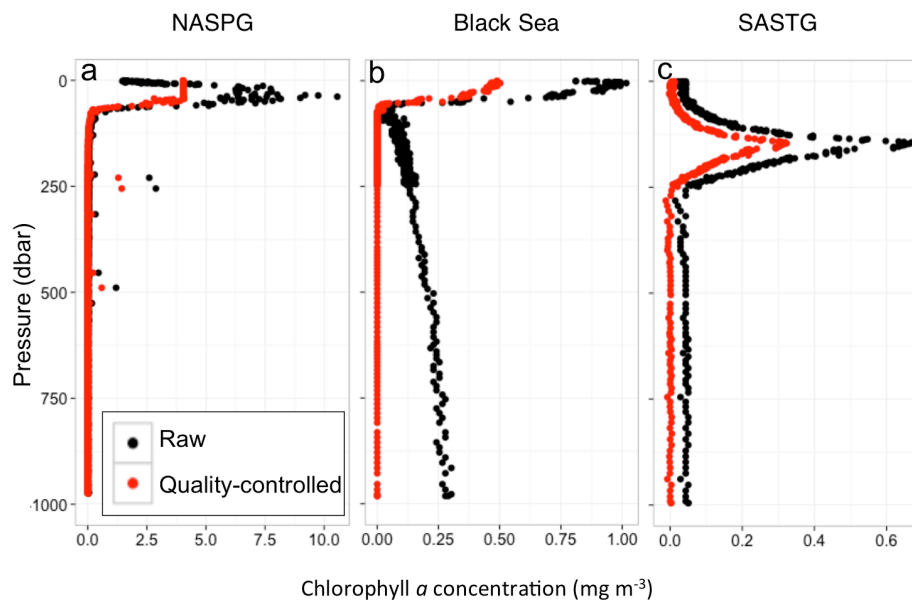 NASPG Black Sea SASTG
a b c
0
250
500
750
1000
Pressure (dbar)
Raw
Quality-controlled
0.0 2.5 5.0 7.5 10.0 0.00 0.25 0.50 0.75 1.00 0.0 0.2 0.4 0.6
Chlorophyll a concentration (mg m⁻³)